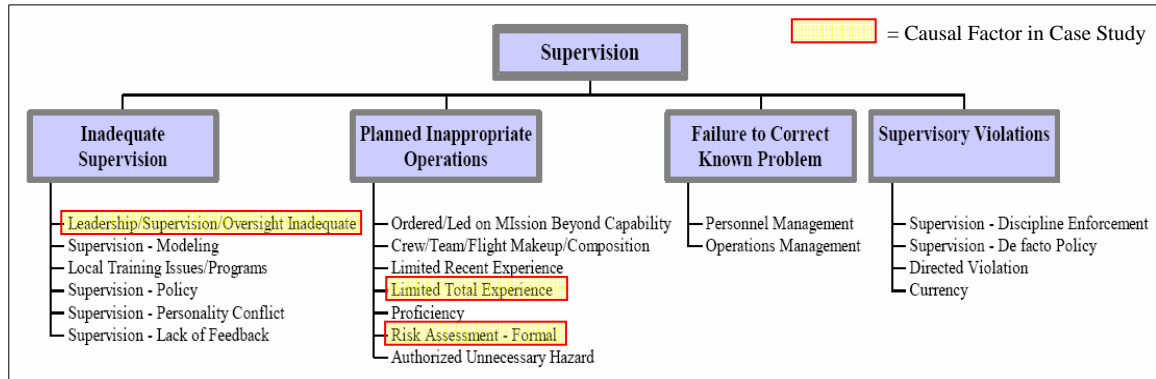 = Causal Factor in Case Study
Supervision
Inadequate
Supervision
Planned Inappropriate
Operations
Failure to Correct
Known Problem
Supervisory Violations
Leadership/Supervision/Oversight Inadequate
Supervision - Modeling
Local Training Issues/Programs
Supervision - Policy
Supervision - Personality Conflict
Supervision - Lack of Feedback
Ordered/Led on MIssion Beyond Capability
Crew/Team/Flight Makeup/Composition
Limited Recent Experience
Limited Total Experience
Proficiency
Risk Assessment - Formal
Authorized Unnecessary Hazard
Personnel Management
Operations Management
Supervision - Discipline Enforcement
Supervision - De facto Policy
Directed Violation
Currency